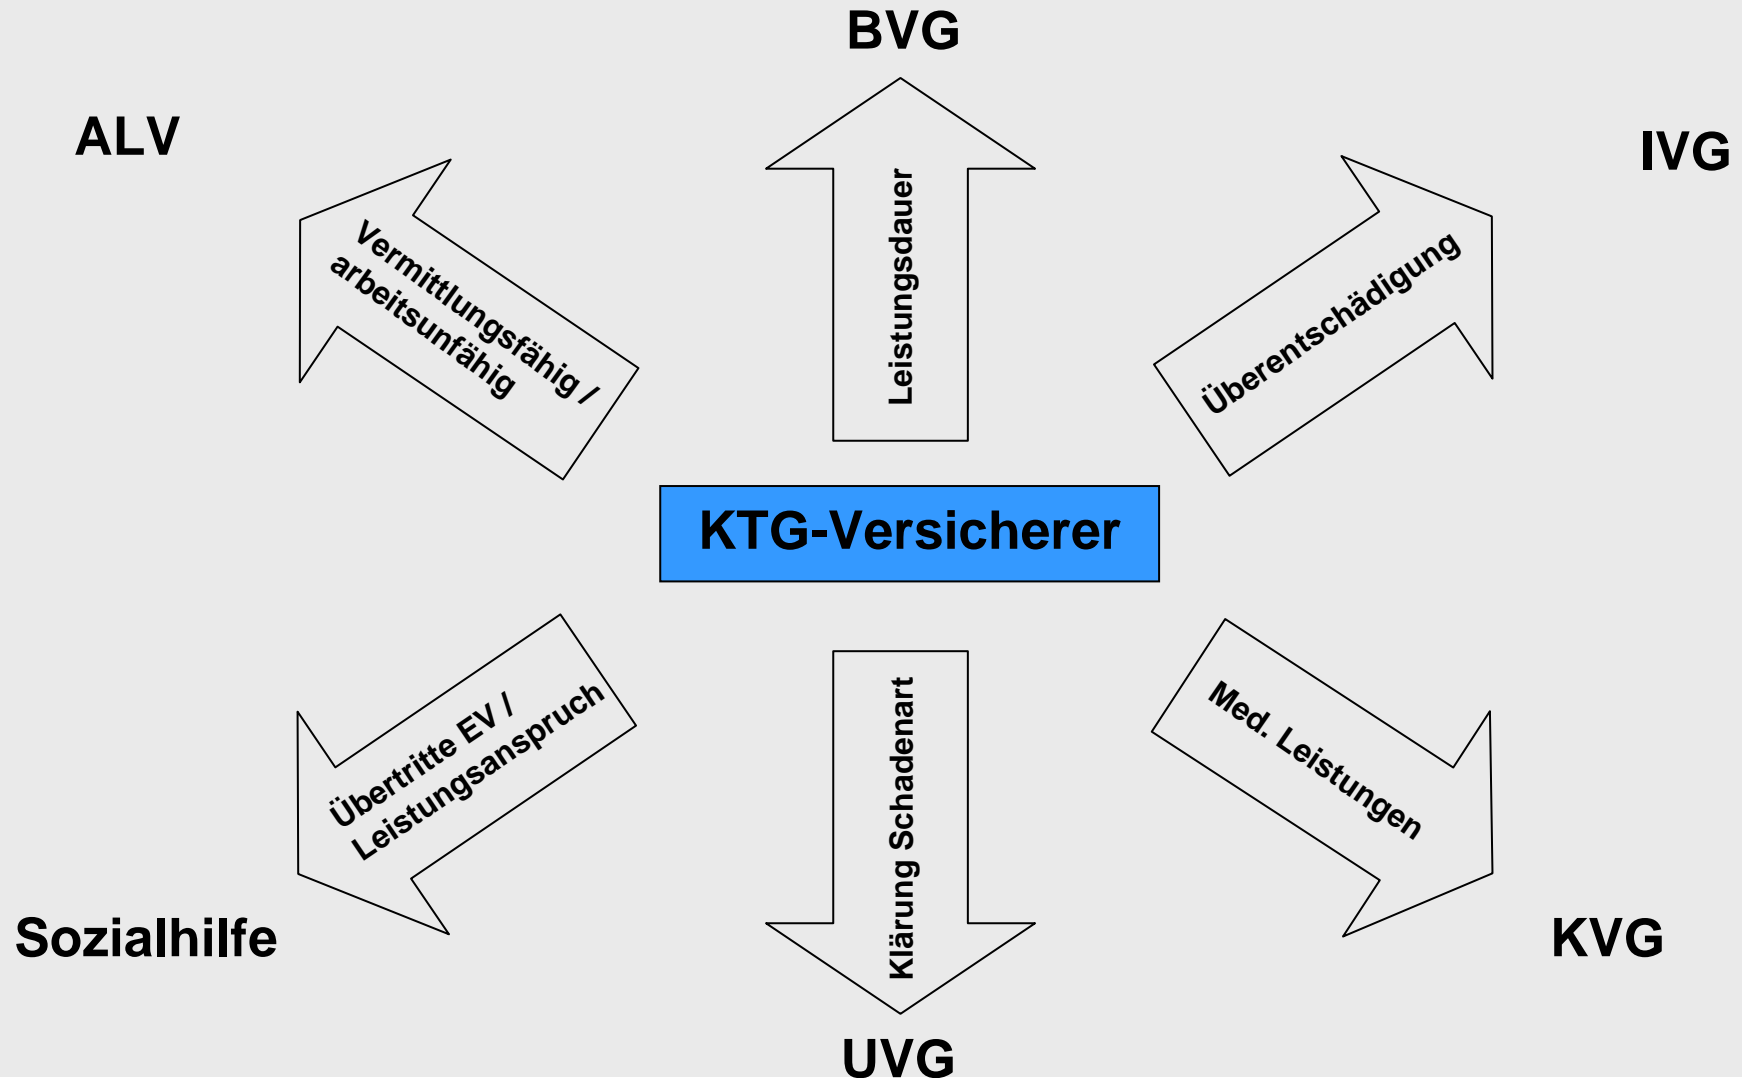 BVG
ALV
IVG
Vermittlungsfähig /
arbeitsunfähig
Leistungsdauer
Überentschädigung
KTG-Versicherer
Übertritte EV /
Leistungsanspruch
Klärung Schadenart
Med. Leistungen
Sozialhilfe
KVG
UVG